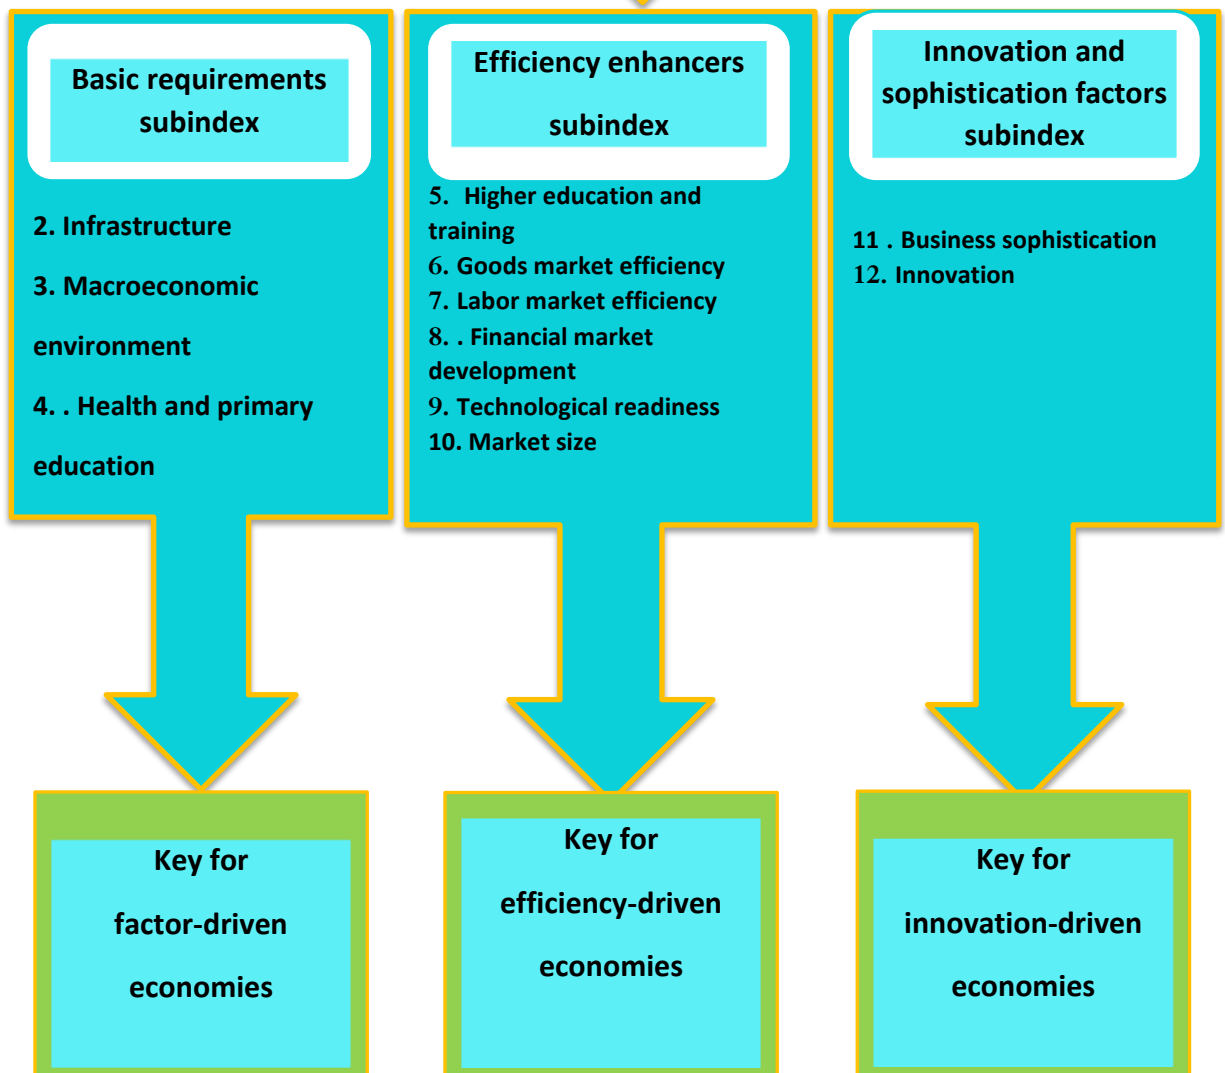 Basic requirements
subindex
2. Infrastructure
3. Macroeconomic
environment
4. . Health and primary
education
Key for
factor-driven
economies
Efficiency enhancers
subindex
5. Higher education and
training
6. Goods market efficiency
7. Labor market efficiency
8. . Financial market
development
9. Technological readiness
10. Market size
Key for
efficiency-driven
economies
Innovation and
sophistication factors
subindex
11 . Business sophistication
12. Innovation
Key for
innovation-driven
economies